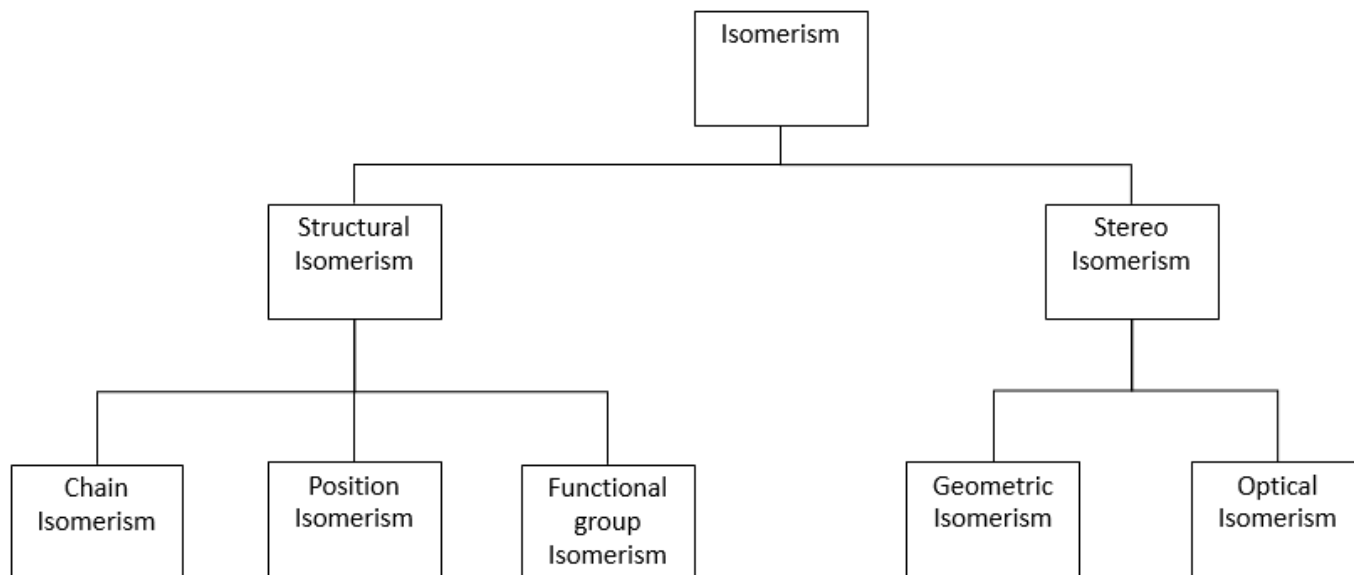 Isomerism
Structural
Isomerism
Stereo
Isomerism
Chain
Isomerism
Position
Isomerism
Functional
group
Isomerism
Geometric
Isomerism
Optical
Isomerism